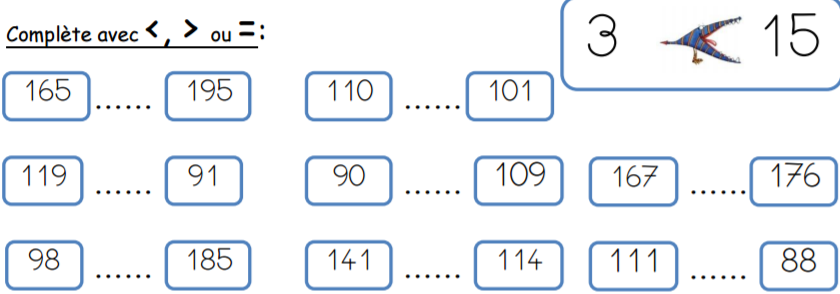 Complète avec <, > ou =:
3 < 15
165 ...... 195 110 ...... 101
119 ...... 91 90 ...... 109 167 ...... 176
98 ...... 185 141 ...... 114 111 ...... 88